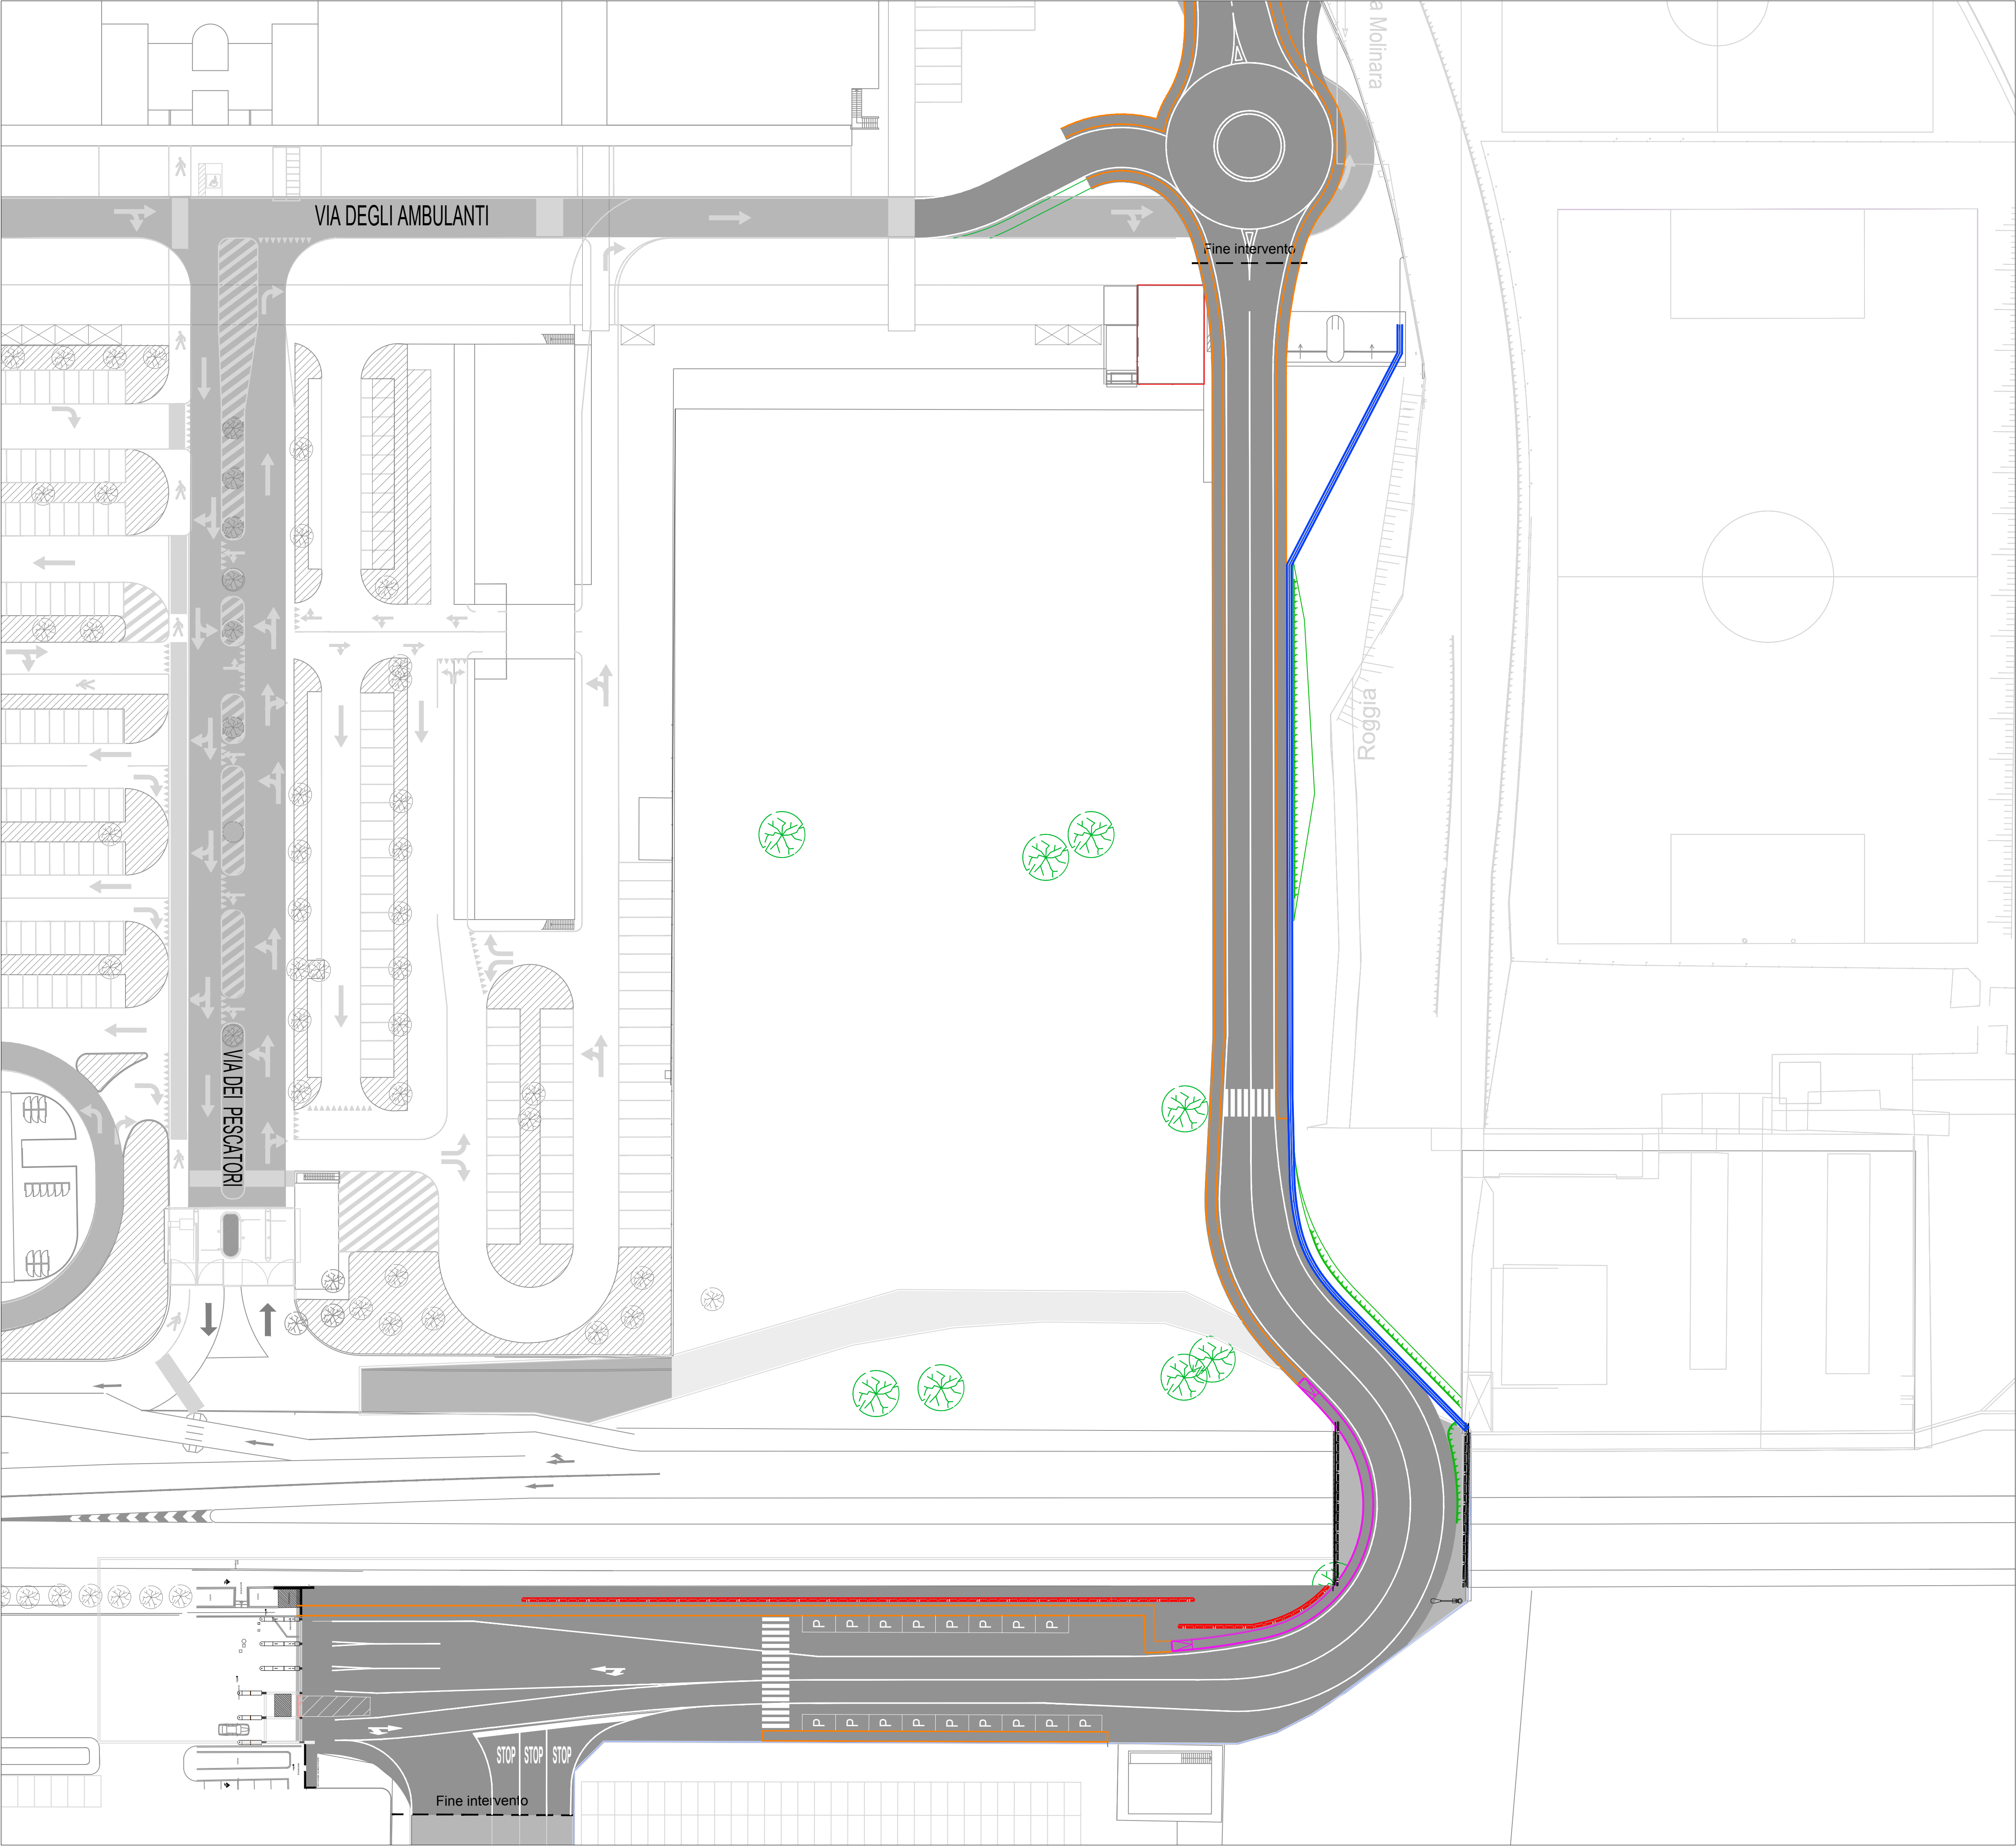 a Molinara
VIA DEGLI AMBULANTI
Fine intervento
Roggia
VIA DEI PESCATORI
P P P P P P P P
P P P P P P P P P
STOP STOP STOP
Fine intervento